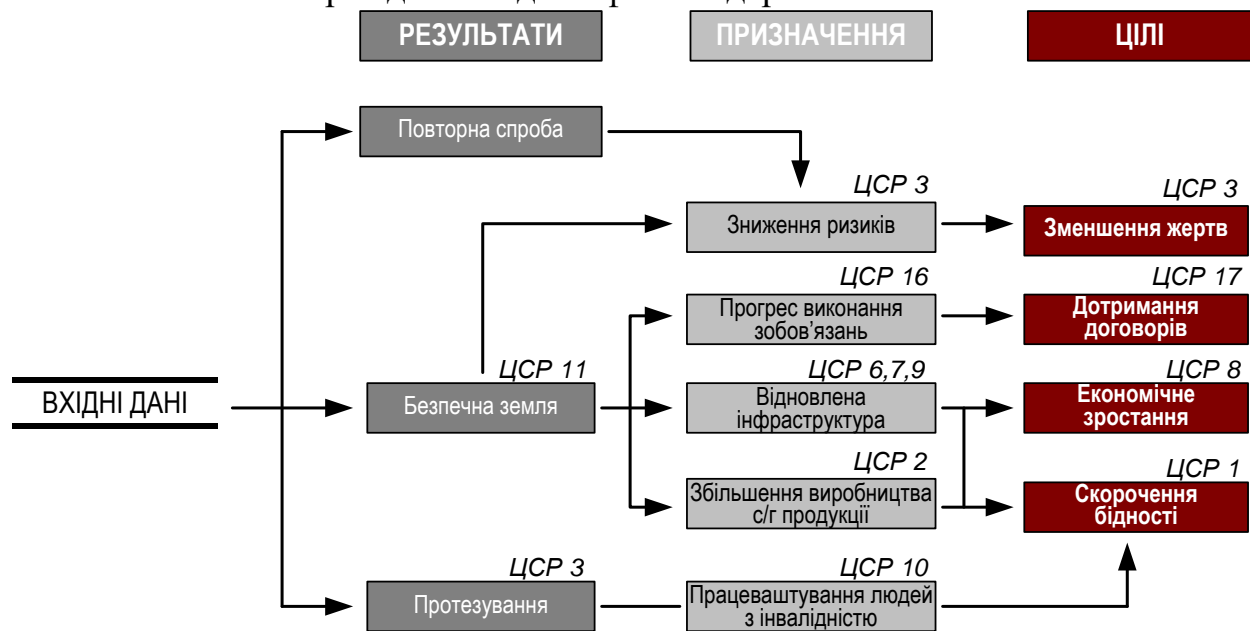 РЕЗУЛЬТАТИ
ПРИЗНАЧЕННЯ
ЦІЛІ
Повторна спроба
ЦСР 3
ЦСР 3
Зниження ризиків
Зменшення жертв
ЦСР 16
ЦСР 17
Прогрес виконання
зобов’язань
Дотримання
договорів
ЦСР 11
ЦСР 6,7,9
ЦСР 8
ВХІДНІ ДАНІ
Безпечна земля
Відновлена
інфраструктура
Економічне
зростання
ЦСР 2
ЦСР 1
Збільшення виробництва
с/г продукції
Скорочення
бідності
ЦСР 3
ЦСР 10
Протезування
Працеваштування людей
з інвалідністю